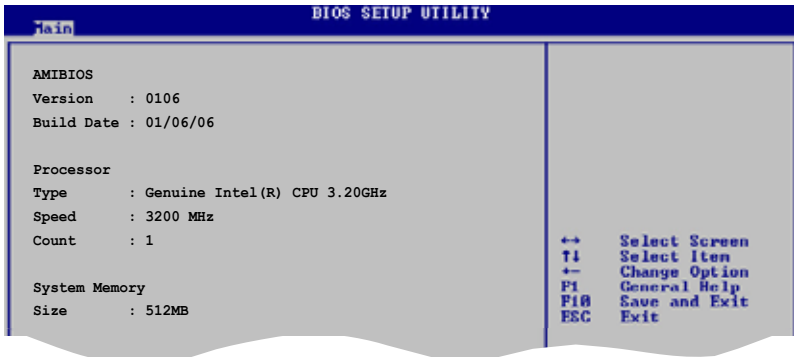 BIOS SETUP UTILITY
Main
AMIBIOS
Version : 0106
Build Date : 01/06/06
Processor
Type : Genuine Intel(R) CPU 3.20GHz
Speed : 3200 MHz
Count : 1
System Memory
Size : 512MB
←→ Select Screen
↑↓ Select Item
+- Change Option
F1 General Help
F10 Save and Exit
ESC Exit